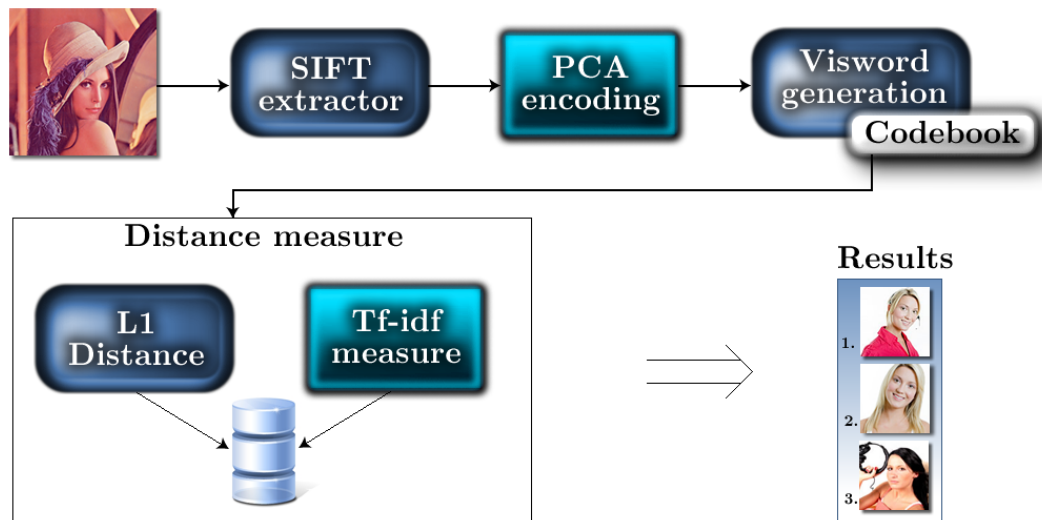 SIFT
extractor
PCA
encoding
Visword
generation
Codebook
Distance measure
L1
Distance
Tf-idf
measure
Results
1.
2.
3.